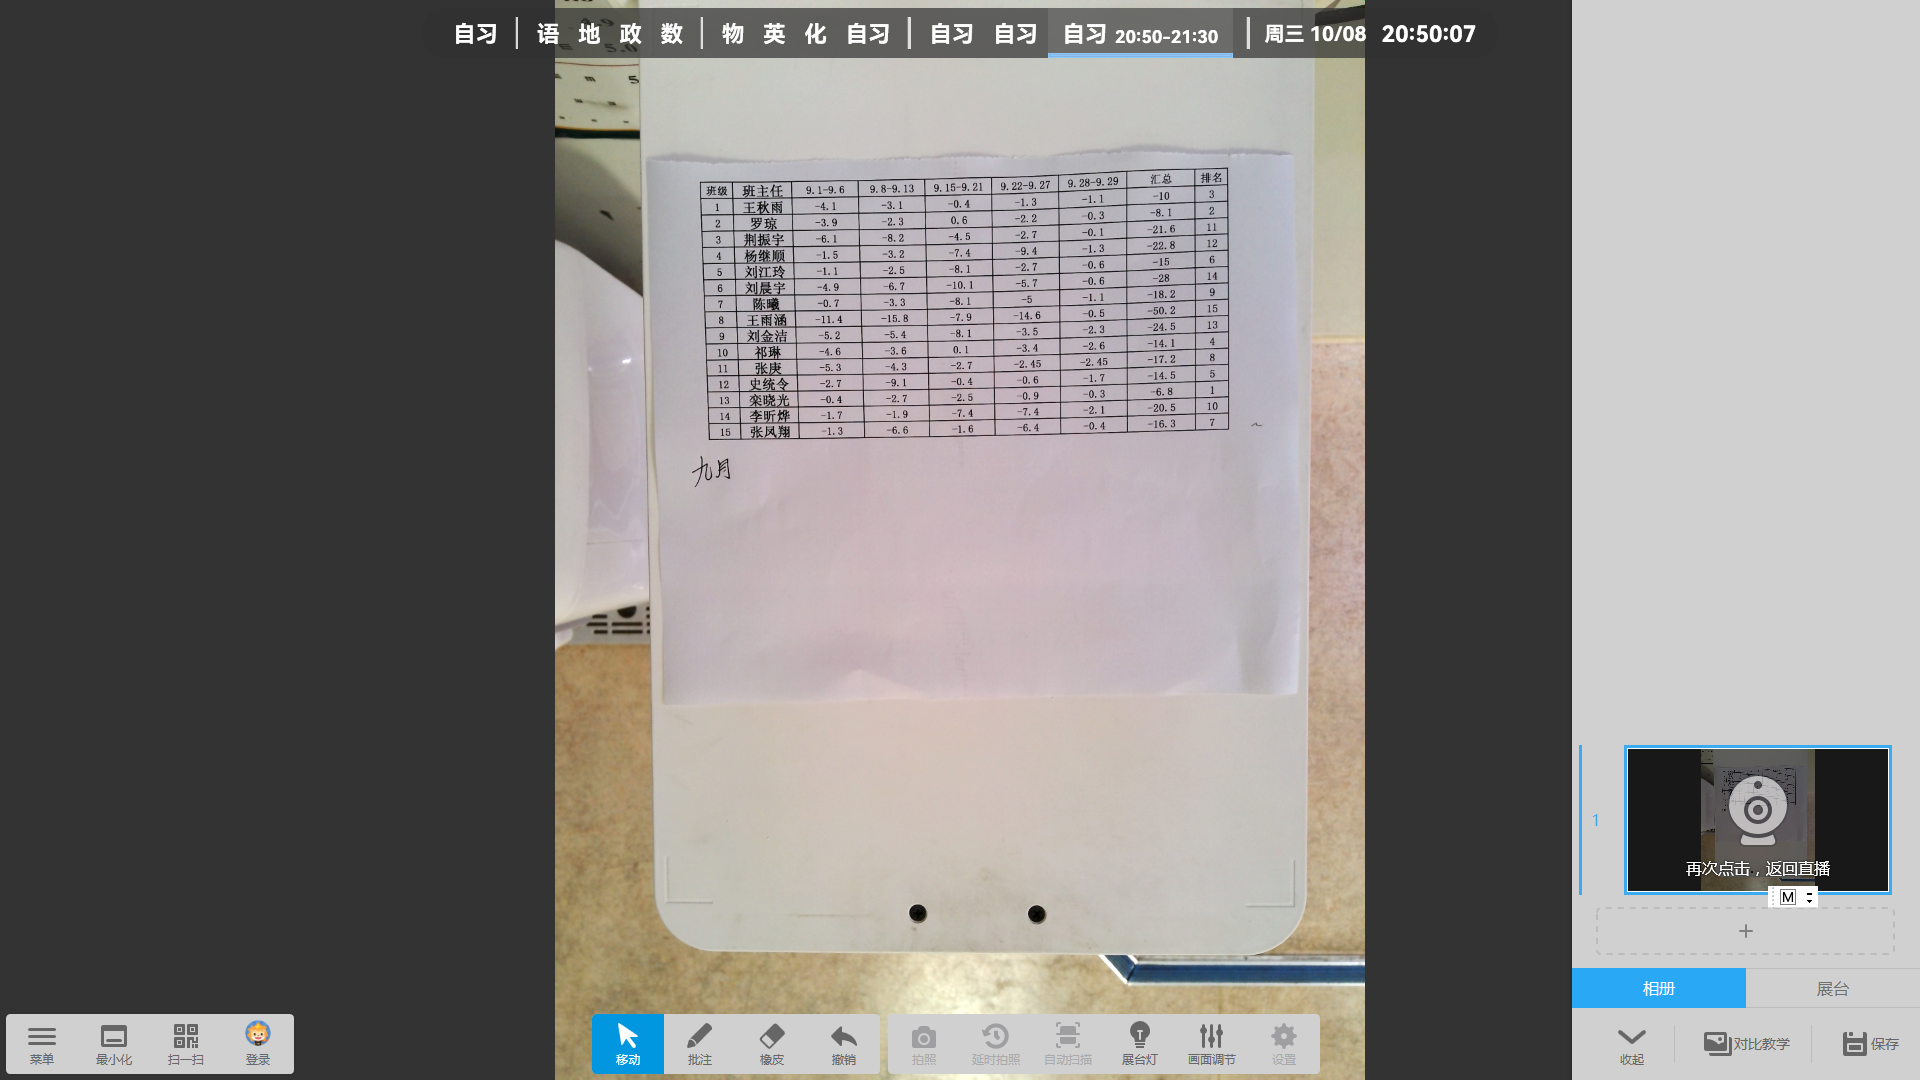 自习 | 语 地 政 数 | 物 英 化 自习 | 自习 自习 自习 20:50-21:30 | 周三 10/08 20:50:07
班级 班主任 9.1-9.6 9.8-9.13 9.15-9.21 9.22-9.27 9.28-9.29 汇总 排名
1 王秋雨 -4.1 -3.1 -0.4 -1.3 -1.1 -10 3
2 罗琼 -3.9 -2.3 0.6 -2.2 -0.3 -8.1 2
3 荆振宇 -6.1 -8.2 -4.5 -2.7 -0.1 -21.6 11
4 杨继顺 -1.5 -3.2 -7.4 -9.4 -1.3 -22.8 12
5 刘江玲 -1.1 -2.5 -8.1 -2.7 -0.6 -15 6
6 刘晨宇 -4.9 -6.7 -10.1 -5.7 -0.6 -28 14
7 陈曦 -0.7 -3.3 -8.1 -5 -1.1 -18.2 9
8 王雨涵 -11.4 -15.8 -7.9 -14.6 -0.5 -50.2 15
9 刘金洁 -5.2 -5.4 -8.1 -3.5 -2.3 -24.5 13
10 祁琳 -4.6 -3.6 0.1 -3.4 -2.6 -14.1 4
11 张庚 -5.3 -4.3 -2.7 -2.45 -2.45 -17.2 8
12 史统令 -2.7 -9.1 -0.4 -0.6 -1.7 -14.5 5
13 栾晓光 -0.4 -2.7 -2.5 -0.9 -0.3 -6.8 1
14 李昕烨 -1.7 -1.9 -7.4 -7.4 -2.1 -20.5 10
15 张凤翔 -1.3 -6.6 -1.6 -6.4 -0.4 -16.3 7
九月
1
再次点击，返回直播
M
+
相册 展台
菜单 最小化 扫一扫 登录 移动 批注 橡皮 撤销 拍照 延时拍照 自动扫描 展台灯 画面调节 设置 收起 对比教学 保存